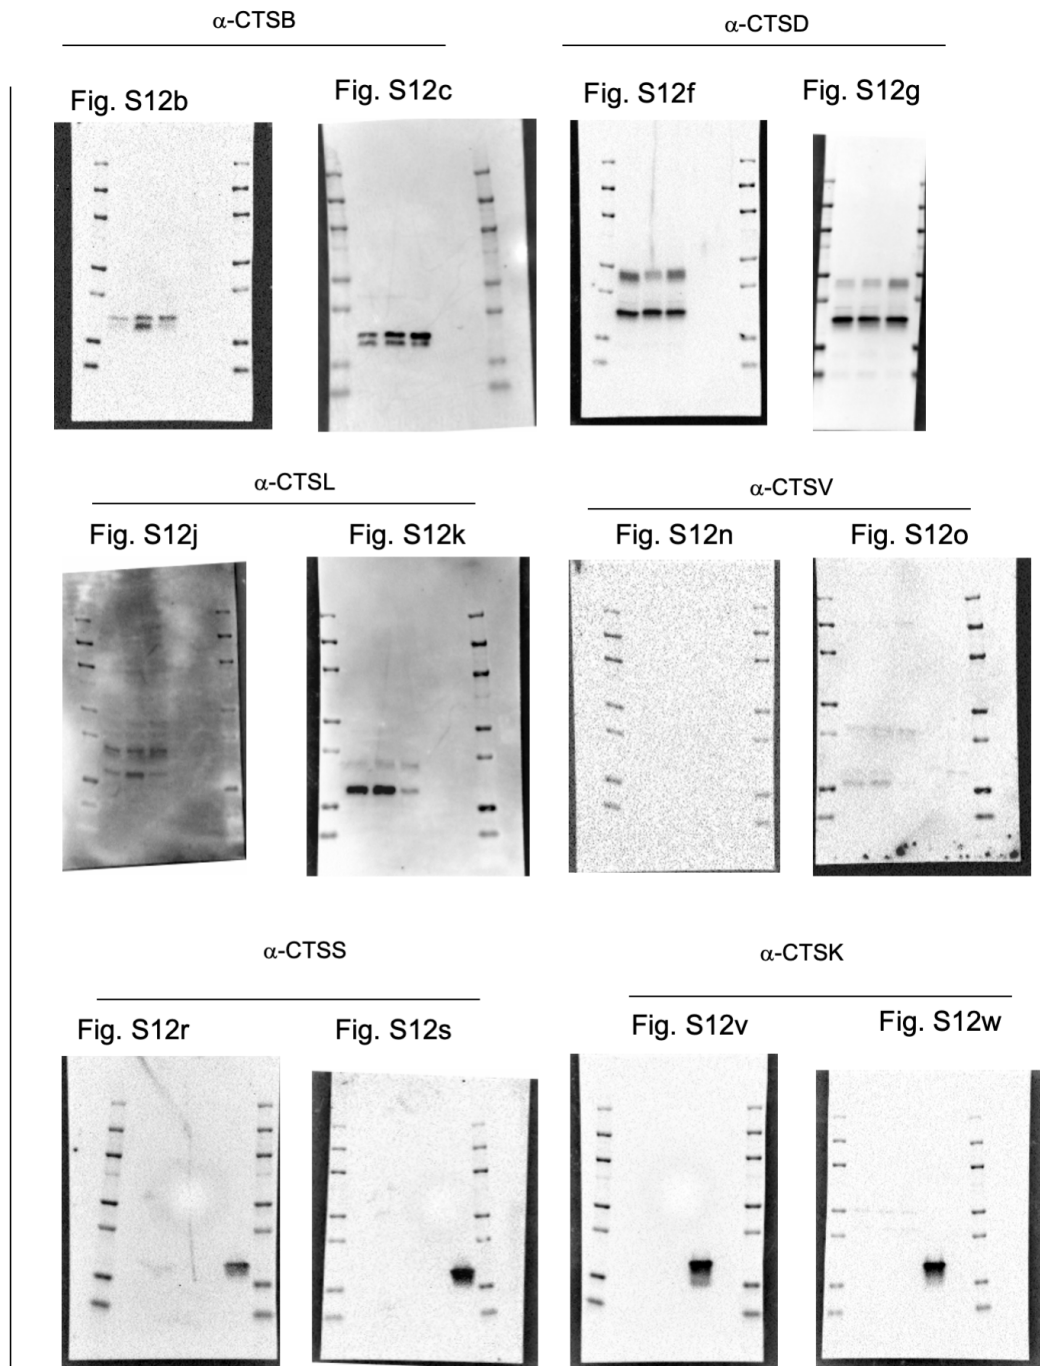 α-CTSB
α-CTSD
Fig. S12b
Fig. S12c
Fig. S12f
Fig. S12g
α-CTSL
α-CTSV
Fig. S12j
Fig. S12k
Fig. S12n
Fig. S12o
α-CTSS
α-CTSK
Fig. S12r
Fig. S12s
Fig. S12v
Fig. S12w